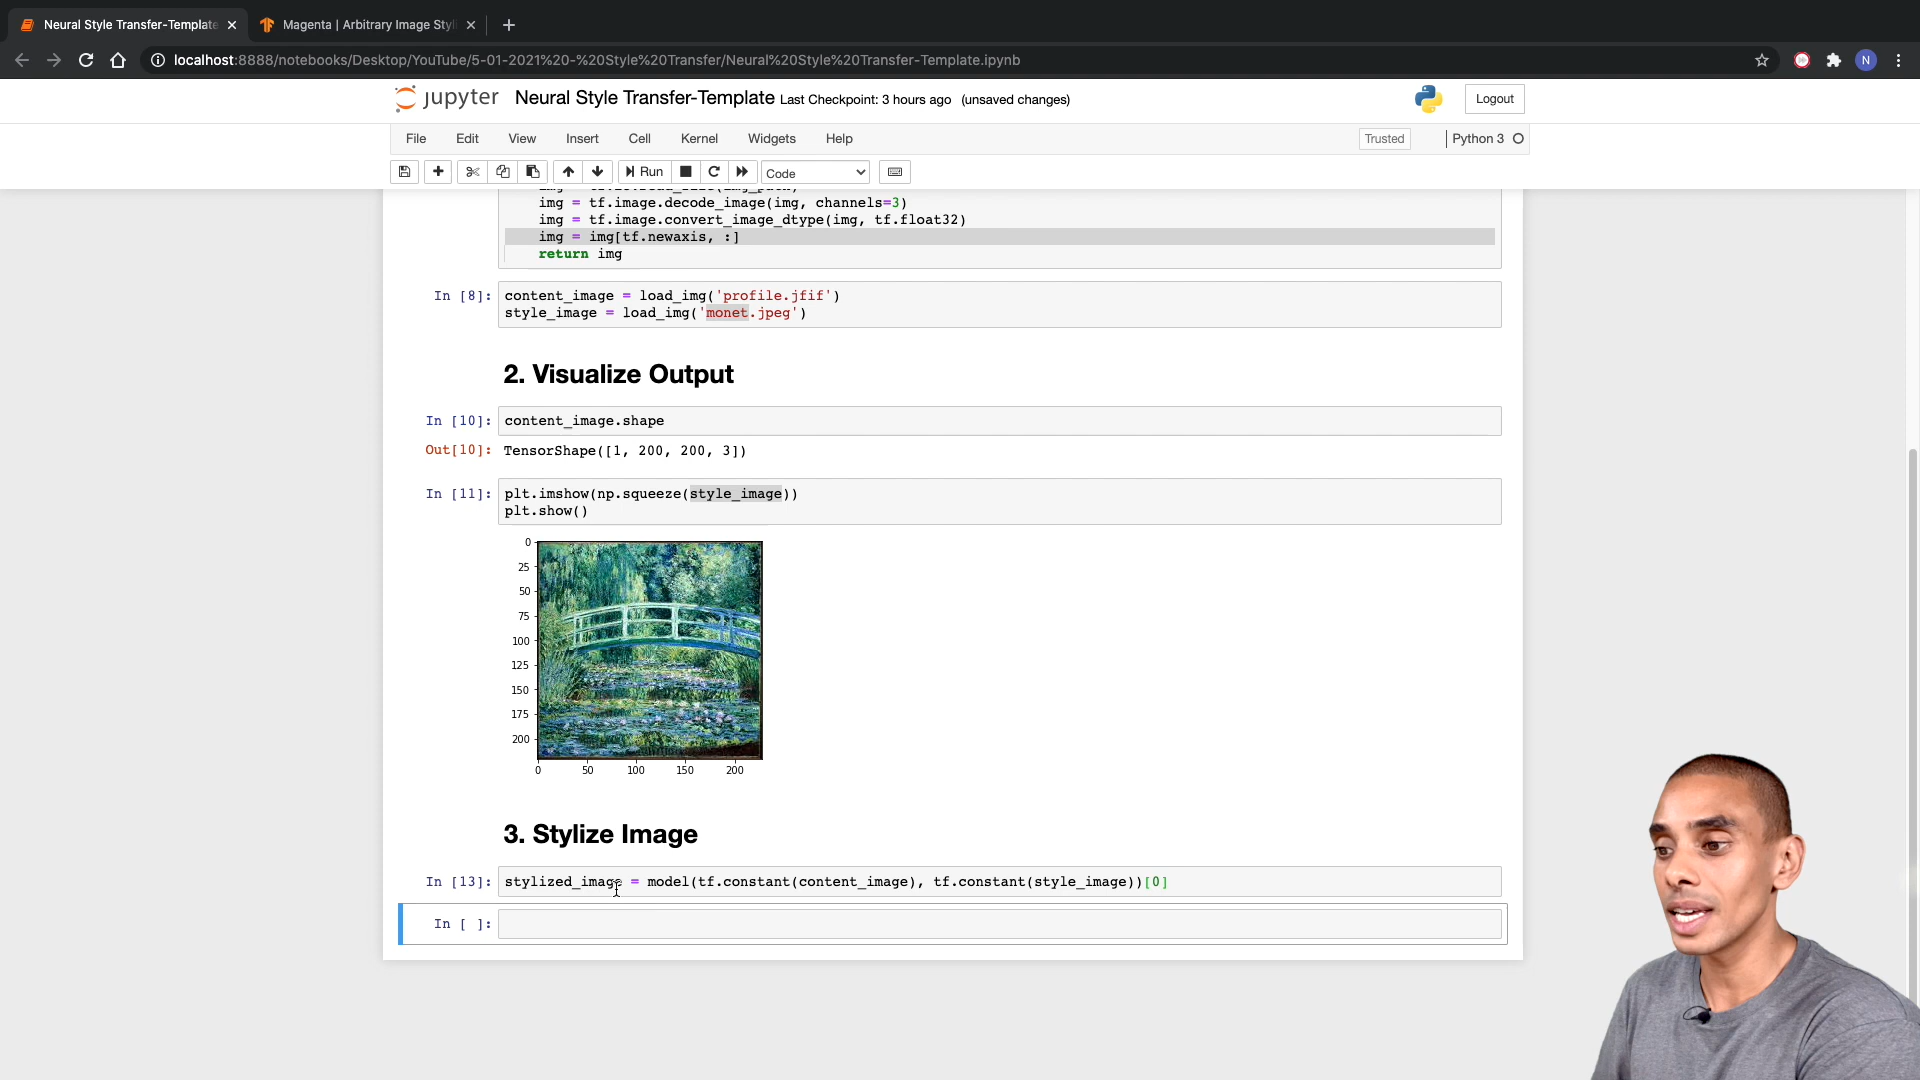 Neural Style Transfer-Template
Magenta | Arbitrary Image Styl
localhost:8888/notebooks/Desktop/YouTube/5-01-2021%20-%20Style%20Transfer/Neural%20Style%20Transfer-Template.ipynb
N
jupyter Neural Style Transfer-Template Last Checkpoint: 3 hours ago (unsaved changes)
Logout
File Edit View Insert Cell Kernel Widgets Help
Trusted
Python 3
Run
Code
img = tf.image.decode_image(img, channels=3)
img = tf.image.convert_image_dtype(img, tf.float32)
img = img[tf.newaxis, :]
return img
In [8]: content_image = load_img('profile.jfif')
style_image = load_img('monet.jpeg')
2. Visualize Output
In [10]: content_image.shape
Out[10]: TensorShape([1, 200, 200, 3])
In [11]: plt.imshow(np.squeeze(style_image))
plt.show()
0
25
50
75
100
125
150
175
200
0 50 100 150 200
3. Stylize Image
In [13]: stylized_image = model(tf.constant(content_image), tf.constant(style_image))[0]
In [ ]: